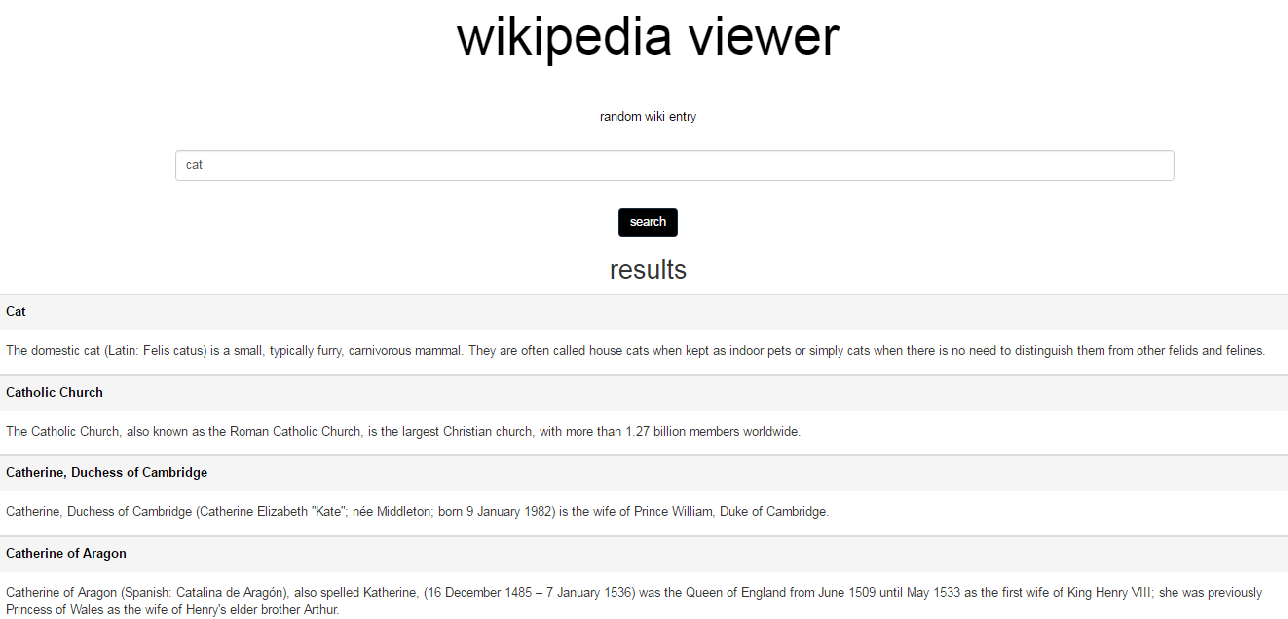 wikipedia viewer
random wiki entry
cat
search
results
Cat
The domestic cat (Latin: Felis catus) is a small, typically furry, carnivorous mammal. They are often called house cats when kept as indoor pets or simply cats when there is no need to distinguish them from other felids and felines.
Catholic Church
The Catholic Church, also known as the Roman Catholic Church, is the largest Christian church, with more than 1.27 billion members worldwide.
Catherine, Duchess of Cambridge
Catherine, Duchess of Cambridge (Catherine Elizabeth "Kate"; née Middleton; born 9 January 1982) is the wife of Prince William, Duke of Cambridge.
Catherine of Aragon
Catherine of Aragon (Spanish: Catalina de Aragón), also spelled Katherine, (16 December 1485 – 7 January 1536) was the Queen of England from June 1509 until May 1533 as the first wife of King Henry VIII; she was previously
Princess of Wales as the wife of Henry's elder brother Arthur.